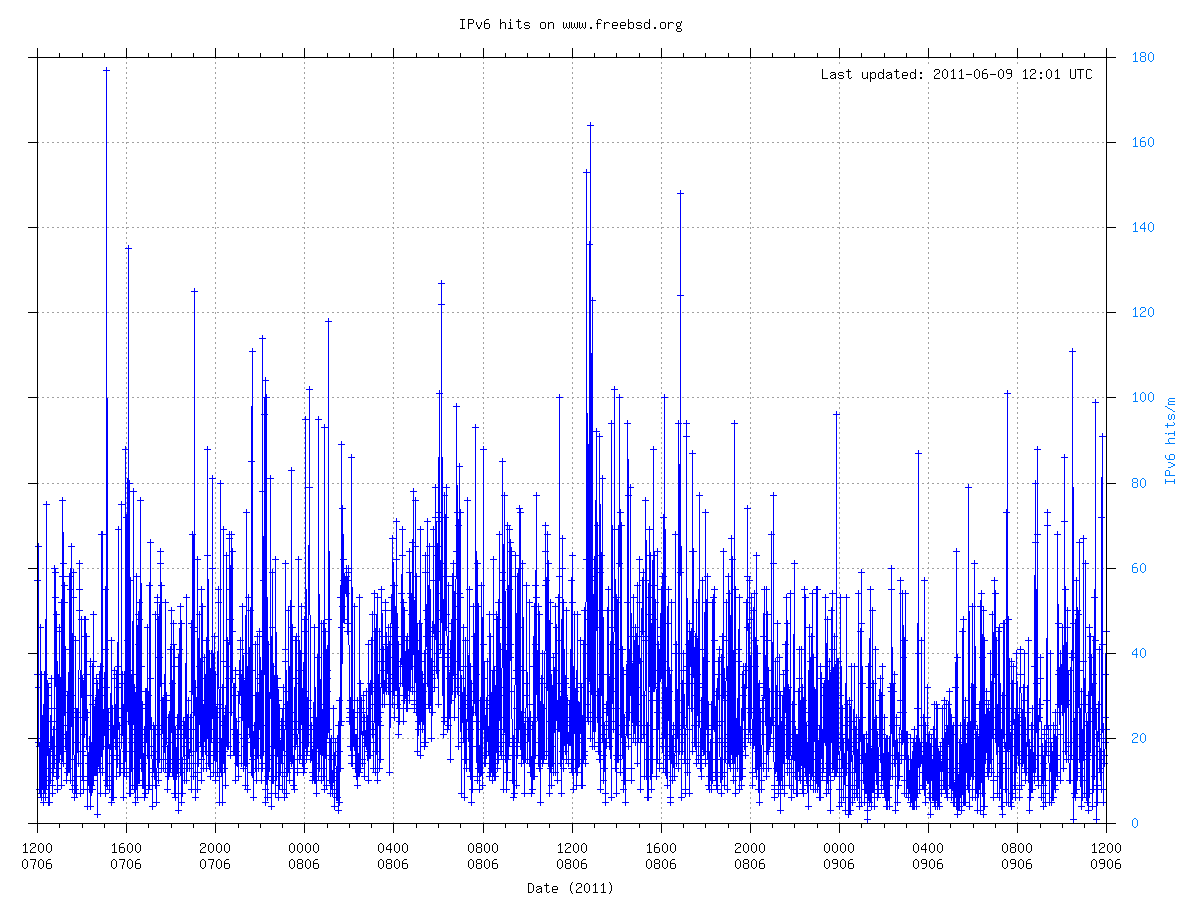 IPv6 hits on www.freebsd.org
Last updated: 2011-06-09 12:01 UTC
180
160
140
120
100
80
60
40
20
0
IPv6 hits/m
1200 1600 2000 0000 0400 0800 1200 1600 2000 0000 0400 0800 1200
0706 0706 0706 0806 0806 0806 0806 0806 0806 0906 0906 0906 0906
Date (2011)